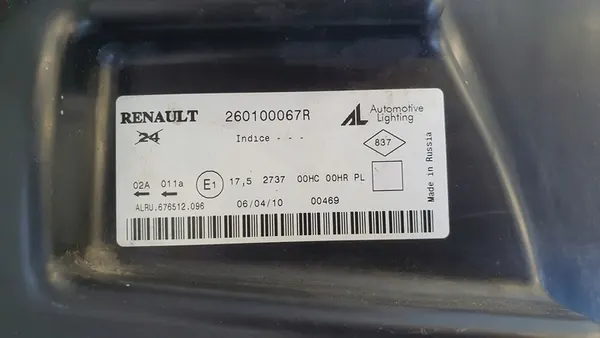 RENAULT 260100067R AL Automotive Lighting
24 Indice - - -
837
Made in Russia
02A 011a E1 17,5 2737 00HC 00HR PL
ALRU.676512.096 06/04/10 00469